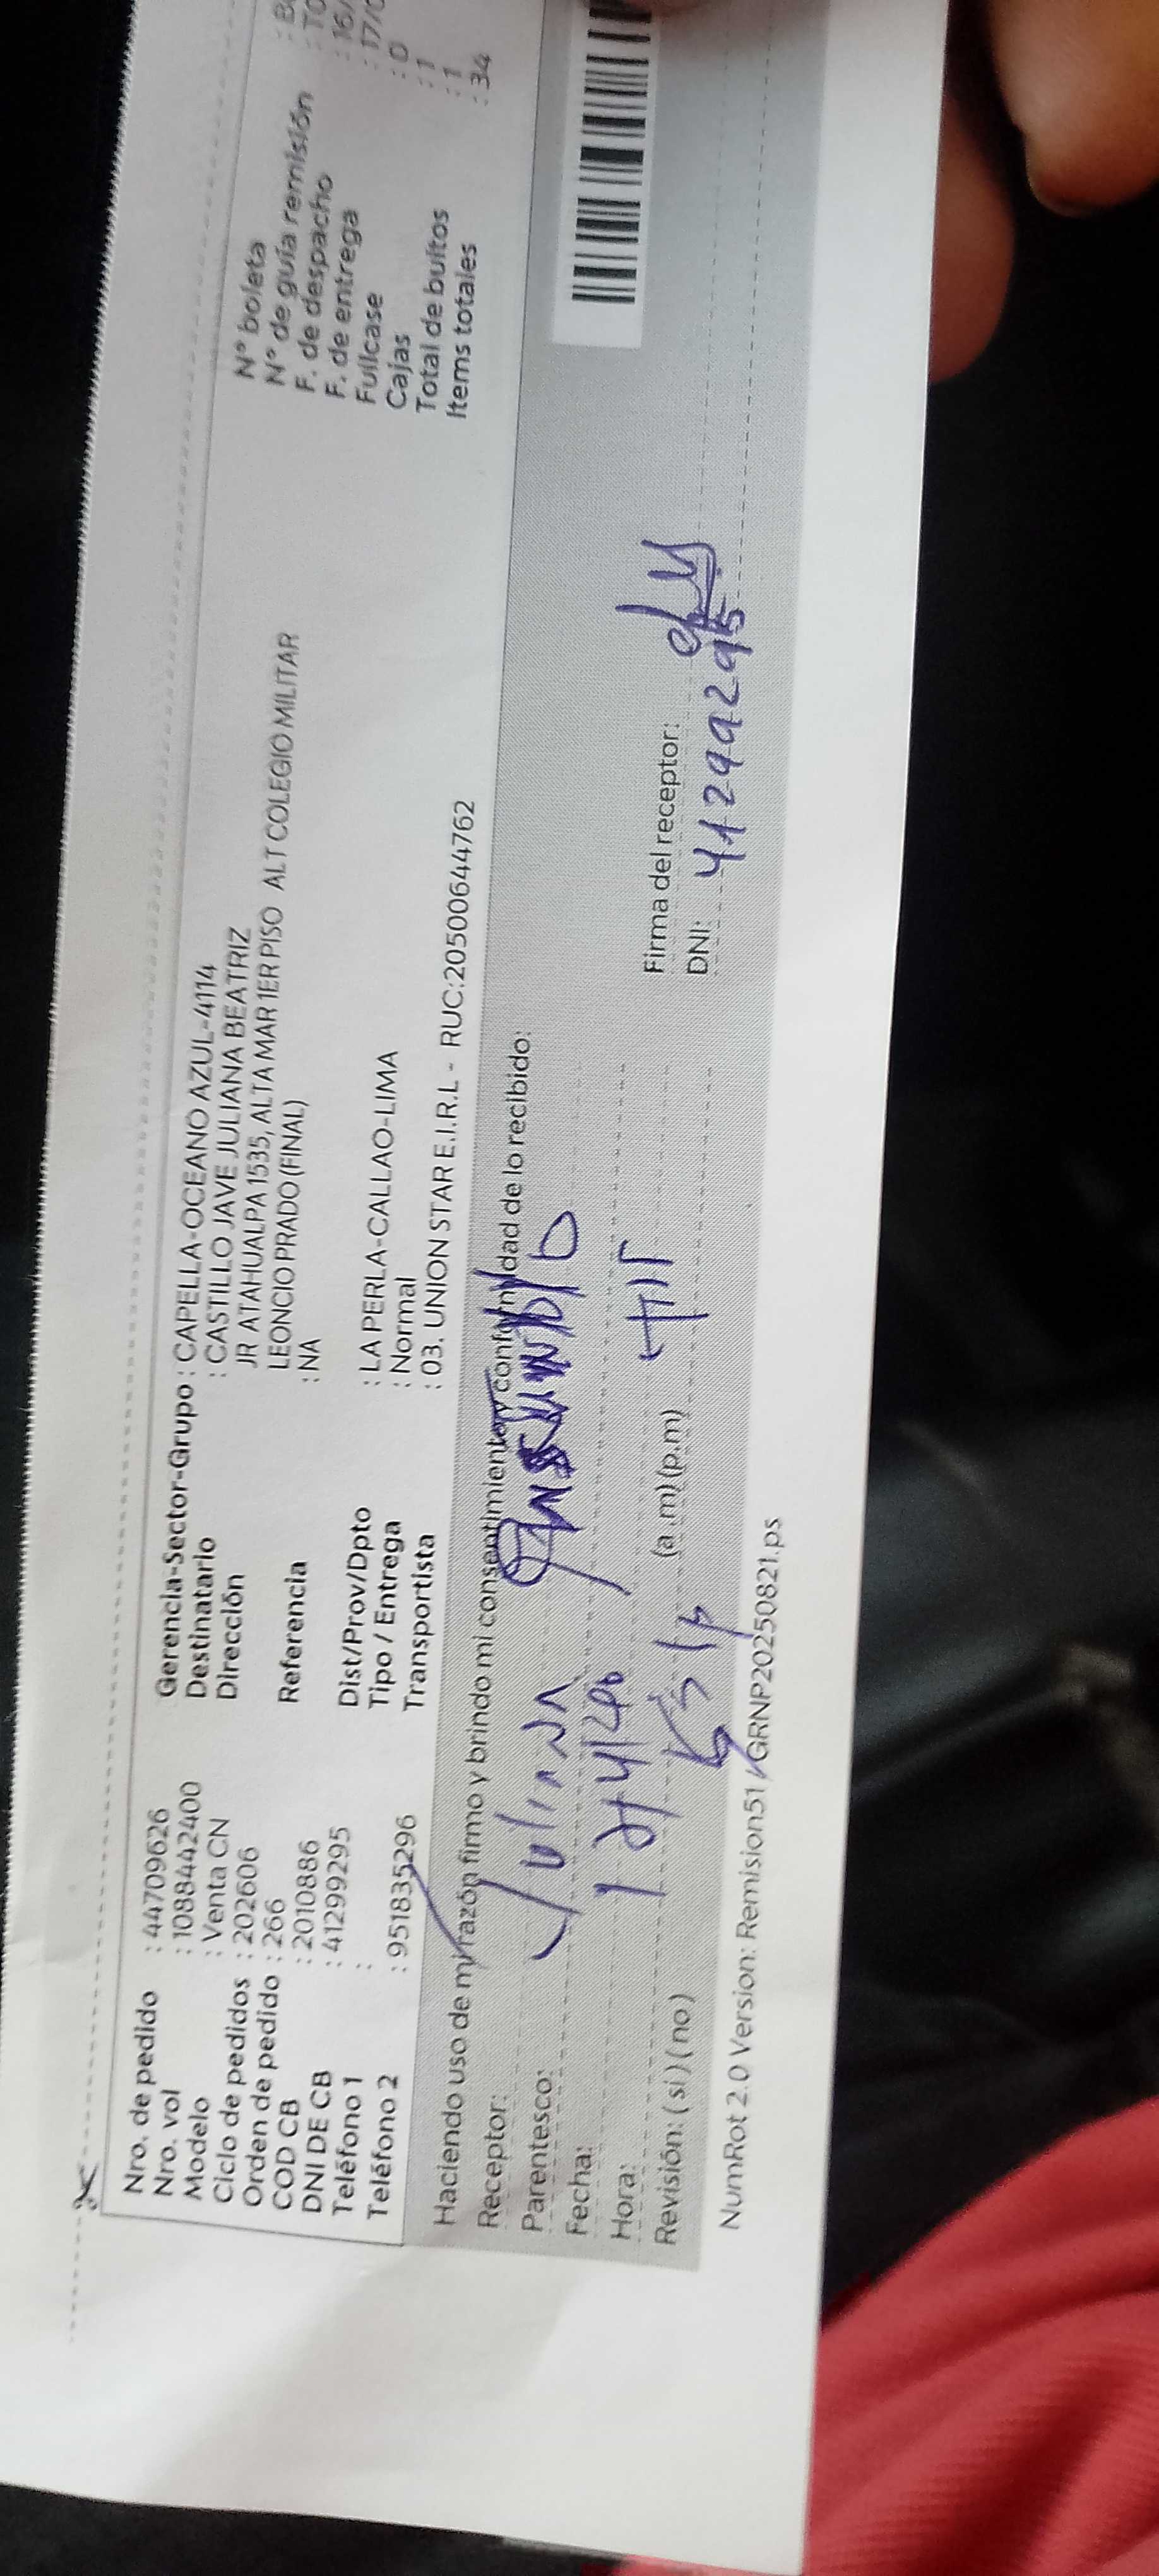 Nro. de pedido : 44709626
Nro. vol : 1088442400
Modelo : Venta CN
Ciclo de pedidos : 202606
Orden de pedido : 266
COD CB : 2010886
DNI DE CB : 41299295
Teléfono 1 :
Teléfono 2 : 951835296
Gerencia-Sector-Grupo : CAPELLA-OCEANO AZUL-4114
Destinatario : CASTILLO JAVE JULIANA BEATRIZ
Dirección JR ATAHUALPA 1535, ALTA MAR 1ER PISO ALT COLEGIO MILITAR
LEONCIO PRADO (FINAL)
Referencia : NA
Dist/Prov/Dpto : LA PERLA-CALLAO-LIMA
Tipo / Entrega : Normal
Transportista : 03. UNION STAR E.I.R.L - RUC:20500644762
N° boleta
N° de guía remisión
F. de despacho : 16/
F. de entrega : 17/
Fullcase : 0
Cajas : 1
Total de bultos : 1
Items totales : 34
Haciendo uso de mi razón firmo y brindo mi consentimiento y conformidad de lo recibido:
Receptor:
Parentesco:
Fecha:
Hora: (a.m)(p.m)
Revisión: (si)(no)
Firma del receptor:
DNI: 41299295
NumRot 2.0 Version: Remision51 GRNP20250821.ps